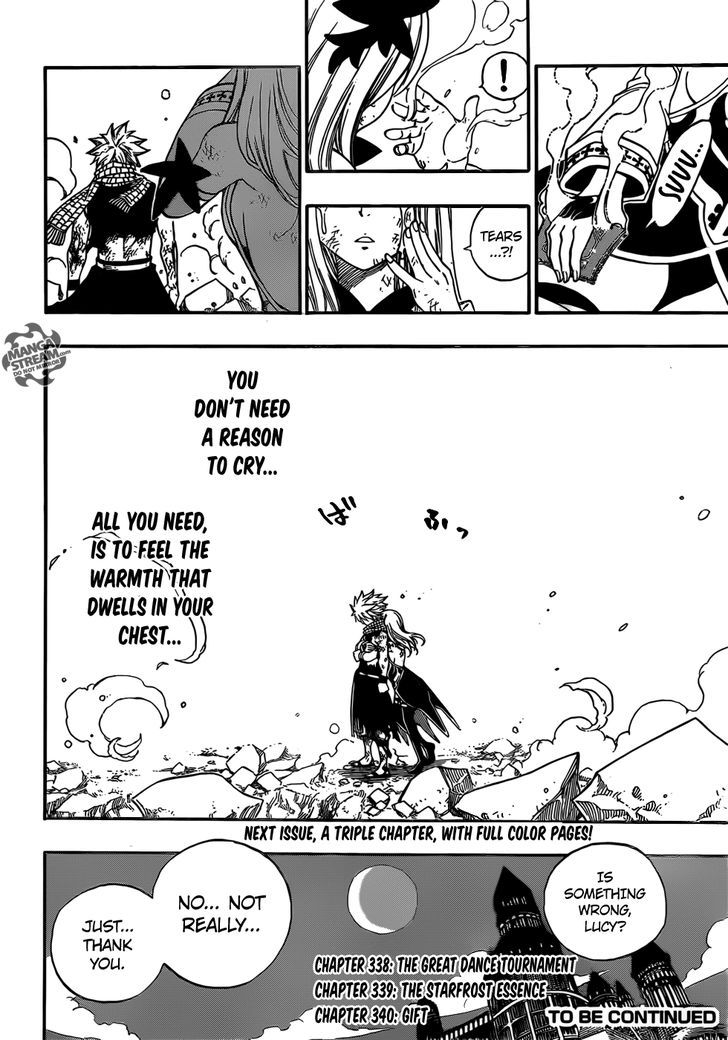 SVUU...
!
TEARS
...?!
MANGA
STREAM.com
DO NOT MIRROR
YOU
DON'T NEED
A REASON
TO CRY...
ALL YOU NEED,
IS TO FEEL THE
WARMTH THAT
DWELLS IN YOUR
CHEST...
ふっ
ば
NEXT ISSUE, A TRIPLE CHAPTER, WITH FULL COLOR PAGES!
IS
SOMETHING
WRONG,
LUCY?
NO... NOT
REALLY...
JUST...
THANK
YOU.
CHAPTER 338: THE GREAT DANCE TOURNAMENT
CHAPTER 339: THE STARFROST ESSENCE
CHAPTER 340: GIFT
TO BE CONTINUED